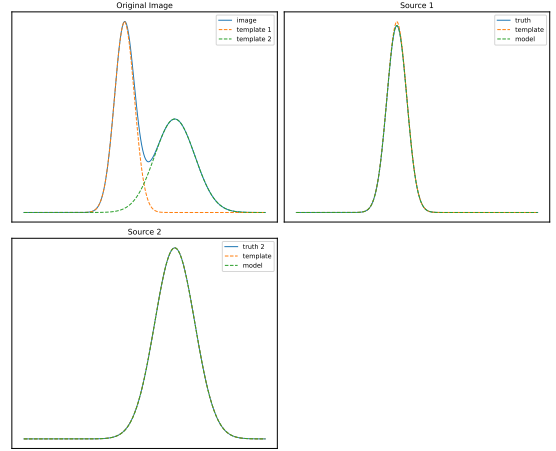 Original Image
image
template 1
template 2
Source 1
truth
template
model
Source 2
truth 2
template
model